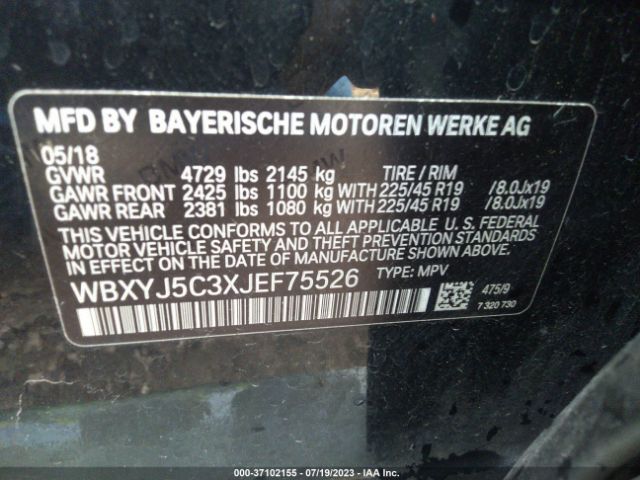 MFD BY BAYERISCHE MOTOREN WERKE AG
05/18
GVWR 4729 lbs 2145 kg TIRE / RIM
GAWR FRONT 2425 lbs 1100 kg WITH 225/45 R19 /8.0Jx19
GAWR REAR 2381 lbs 1080 kg WITH 225/45 R19 /8.0Jx19
THIS VEHICLE CONFORMS TO ALL APPLICABLE U. S. FEDERAL
MOTOR VEHICLE SAFETY AND THEFT PREVENTION STANDARDS
IN EFFECT ON THE DATE OF MANUFACTURE SHOWN ABOVE.
WBXYJ5C3XJEF75526 TYPE: MPV
475/9
7 320 730
000-37102155 / 07/19/2023 / IAA Inc.